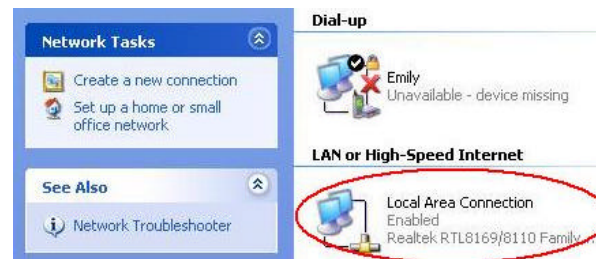 Network Tasks
Create a new connection
Set up a home or small
office network
See Also
Network Troubleshooter
Dial-up
Emily
Unavailable - device missing
LAN or High-Speed Internet
Local Area Connection
Enabled
Realtek RTL8169/8110 Family ...